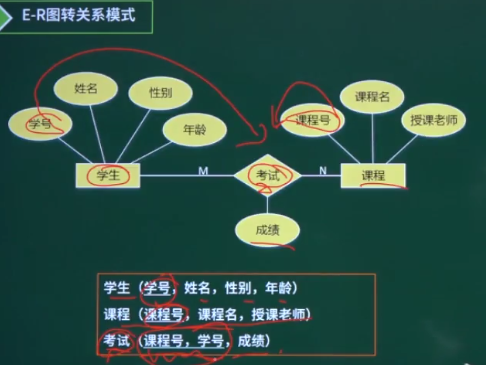 E-R图转关系模式
姓名
性别
学号
年龄
课程名
课程号
授课老师
学生
M
考试
N
课程
成绩
学生（学号，姓名，性别，年龄）
课程（课程号，课程名，授课老师）
考试（课程号，学号，成绩）